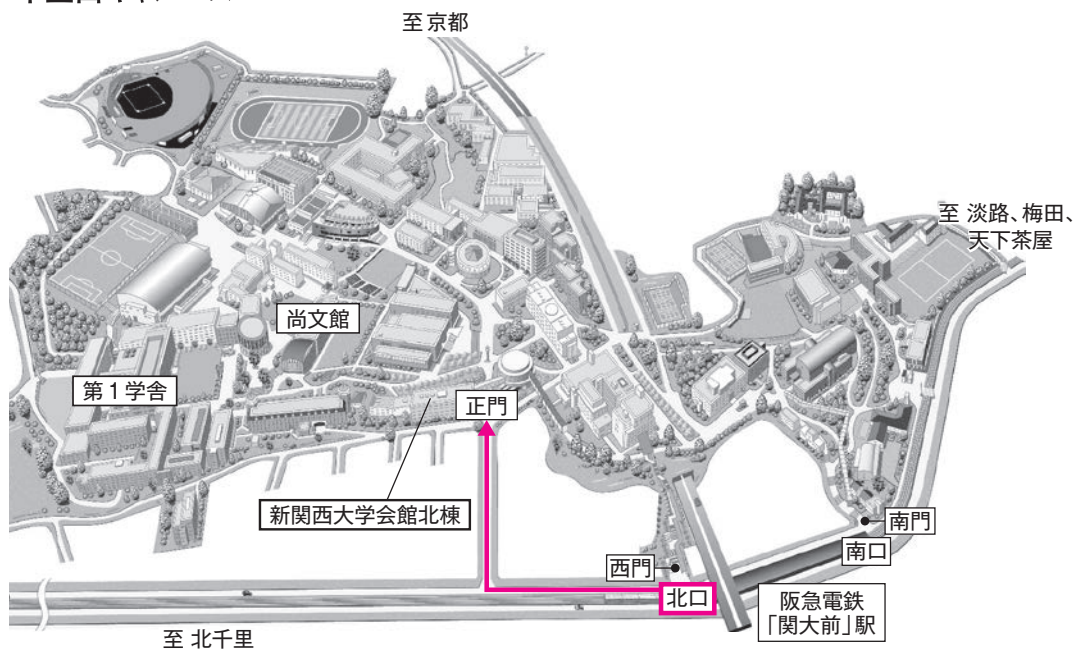 至 京都
至 淡路、梅田、
天下茶屋
尚文館
第1学舎
正門
新関西大学会館北棟
南門
南口
西門
北口
阪急電鉄
「関大前」駅
至 北千里